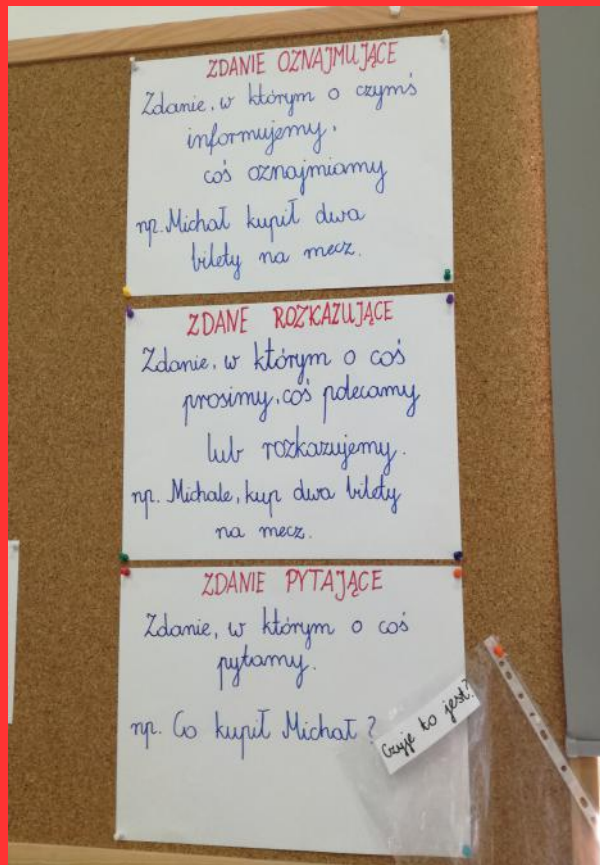 ZDANIE OZNAJMUJĄCE
Zdanie, w którym o czymś
informujemy,
coś oznajmiamy
np. Michał kupił dwa
bilety na mecz.
ZDANE ROZKAZUJĄCE
Zdanie, w którym o coś
prosimy, coś polecamy
lub rozkazujemy.
np. Michale, kup dwa bilety
na mecz.
ZDANIE PYTAJĄCE
Zdanie, w którym o coś
pytamy.
np. Co kupił Michał?
Czyje to jest?